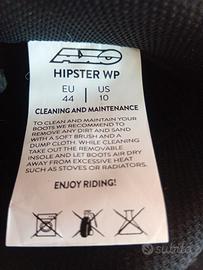 AXO
HIPSTER WP
EU US
44 10
CLEANING AND MAINTENANCE
TO CLEAN AND MAINTAIN YOUR
BOOTS WE RECOMMEND TO
REMOVE ANY DIRT AND SAND
WITH A SOFT BRUSH AND A
DUMP CLOTH. WHILE CLEANING
TAKE OUT THE REMOVABLE
INSOLE AND LET BOOTS AIR DRY
AWAY FROM EXCESSIVE HEAT
SUCH AS STOVES OR RADIATORS.
ENJOY RIDING!
subito